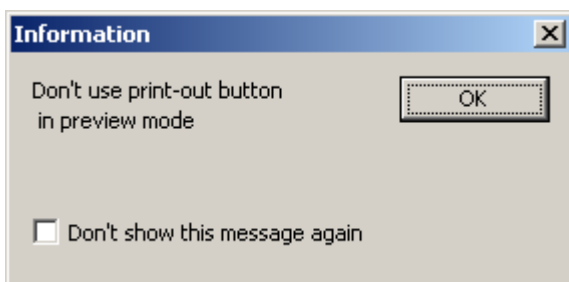 Information
Don't use print-out button
in preview mode
OK
Don't show this message again